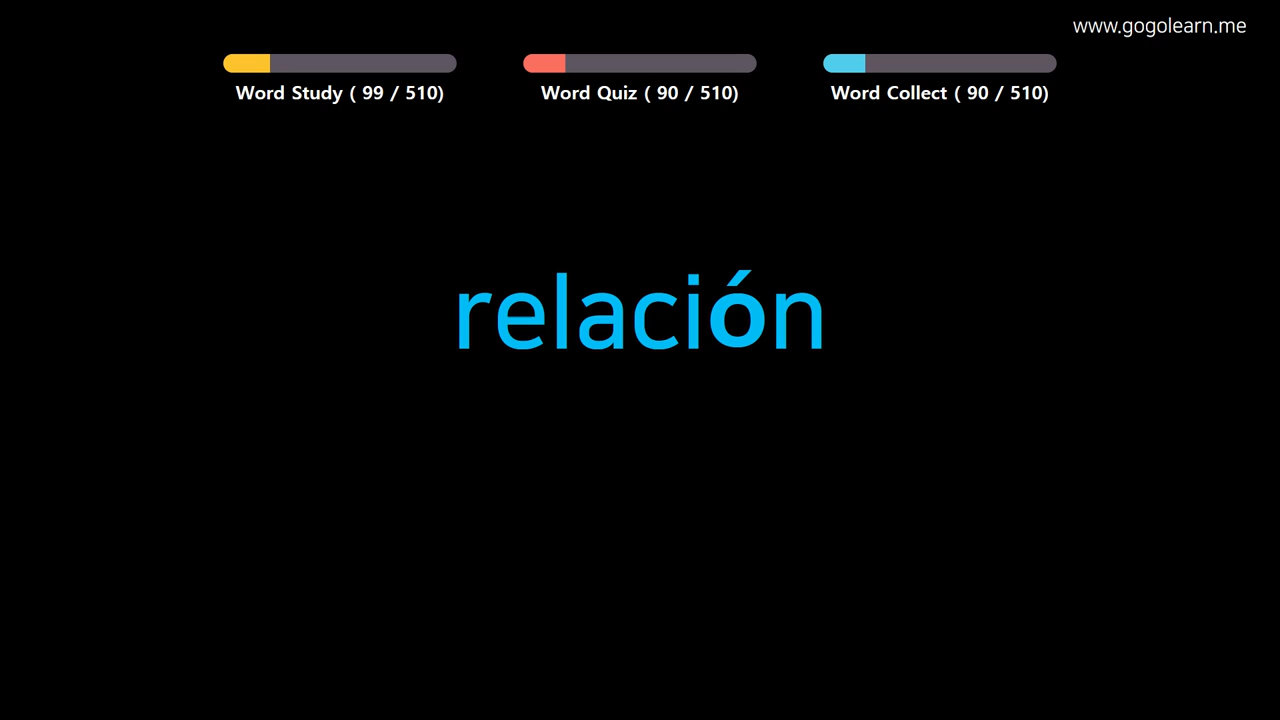 www.gogolearn.me
Word Study ( 99 / 510)
Word Quiz ( 90 / 510)
Word Collect ( 90 / 510)
relación